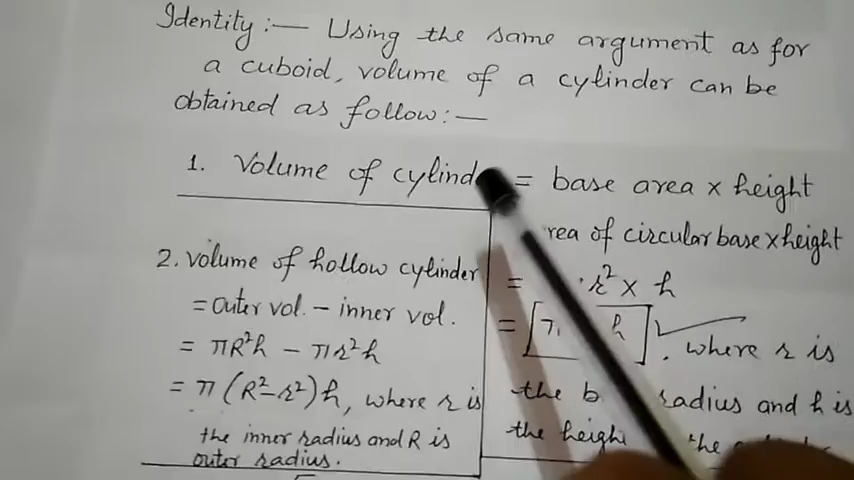 Identity :— Using the same argument as for
a cuboid, volume of a cylinder can be
obtained as follow:—
1. Volume of cylind = base area × height
rea of circular base × height
= r² × h
= h , where r is
the b radius and h is
the heigh the
2. Volume of hollow cylinder
= outer vol. – inner vol.
= πR²h – πr²h
= π (R²–r²)h, where r is
the inner radius and R is
outer radius.